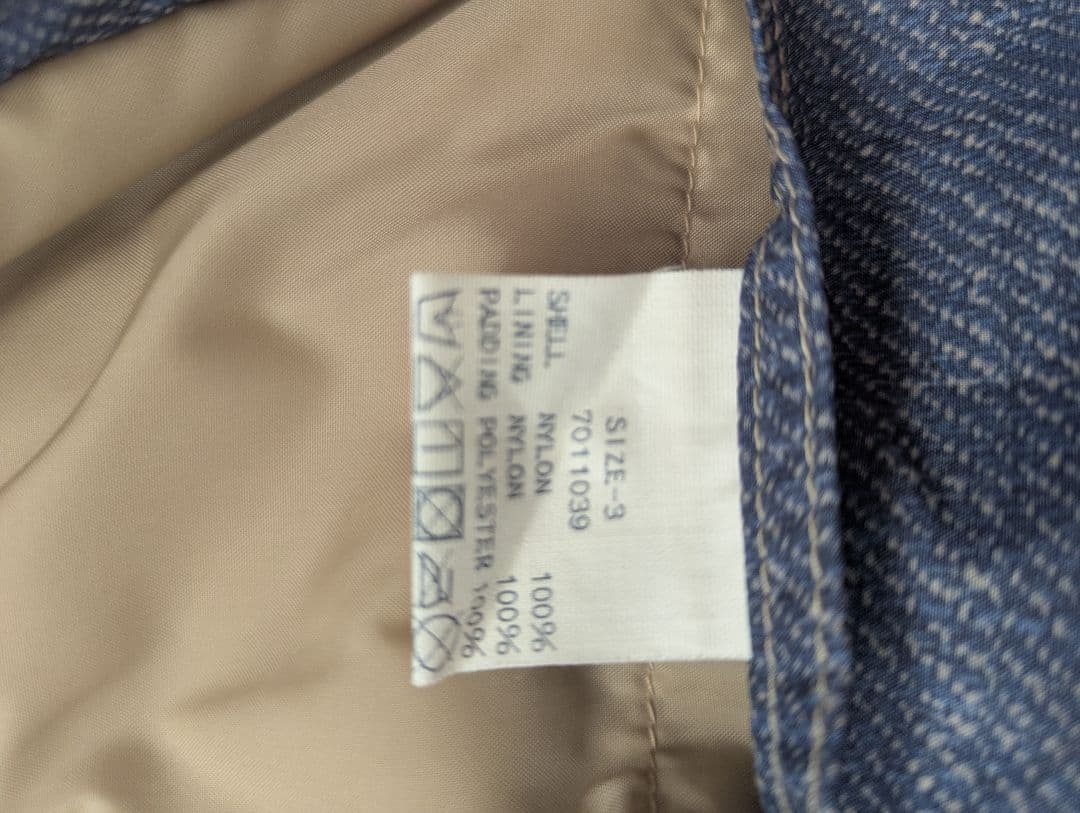 SIZE-3
7011039
SHELL NYLON 100%
LINING NYLON 100%
PADDING POLYESTER 100%